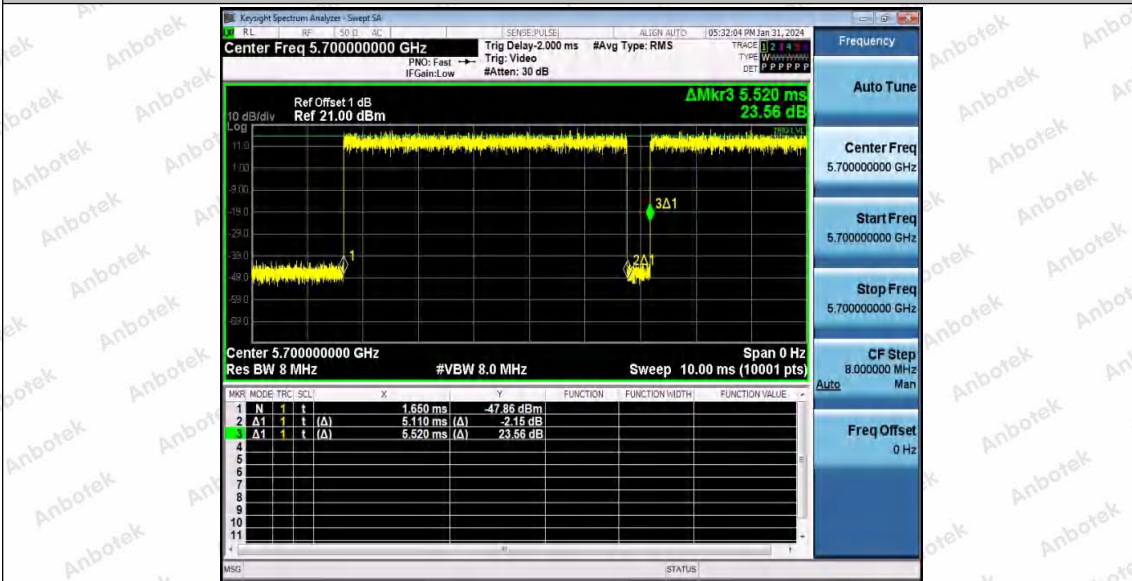 Keysight Spectrum Analyzer - Swept SA
RL RF 50 Ω AC SENSE:PULSE ALIGN AUTO 05:32:04 PM Jan 31, 2024
Center Freq 5.700000000 GHz
Trig Delay-2.000 ms #Avg Type: RMS
TRACE 1 2 3 4 5 6
PNO: Fast Trig: Video
TYPE
IFGain:Low #Atten: 30 dB
DET P P P P P P
Frequency
Auto Tune
ΔMkr3 5.520 ms
23.56 dB
Ref Offset 1 dB
10 dB/div Ref 21.00 dBm
Log
TRIG LVL
11.0
1.00
-9.00
-19.0
-29.0
-39.0
-49.0
-59.0
-69.0
1
2Δ1
3Δ1
Center 5.700000000 GHz Span 0 Hz
Res BW 8 MHz #VBW 8.0 MHz Sweep 10.00 ms (10001 pts)
MKR MODE TRC SCL X Y FUNCTION FUNCTION WIDTH FUNCTION VALUE
1 N 1 t 1.650 ms -47.86 dBm
2 Δ1 1 t (Δ) 5.110 ms (Δ) -2.15 dB
3 Δ1 1 t (Δ) 5.520 ms (Δ) 23.56 dB
4
5
6
7
8
9
10
11
MSG STATUS
Center Freq
5.700000000 GHz
Start Freq
5.700000000 GHz
Stop Freq
5.700000000 GHz
CF Step
8.000000 MHz
Auto Man
Freq Offset
0 Hz
Anbotek